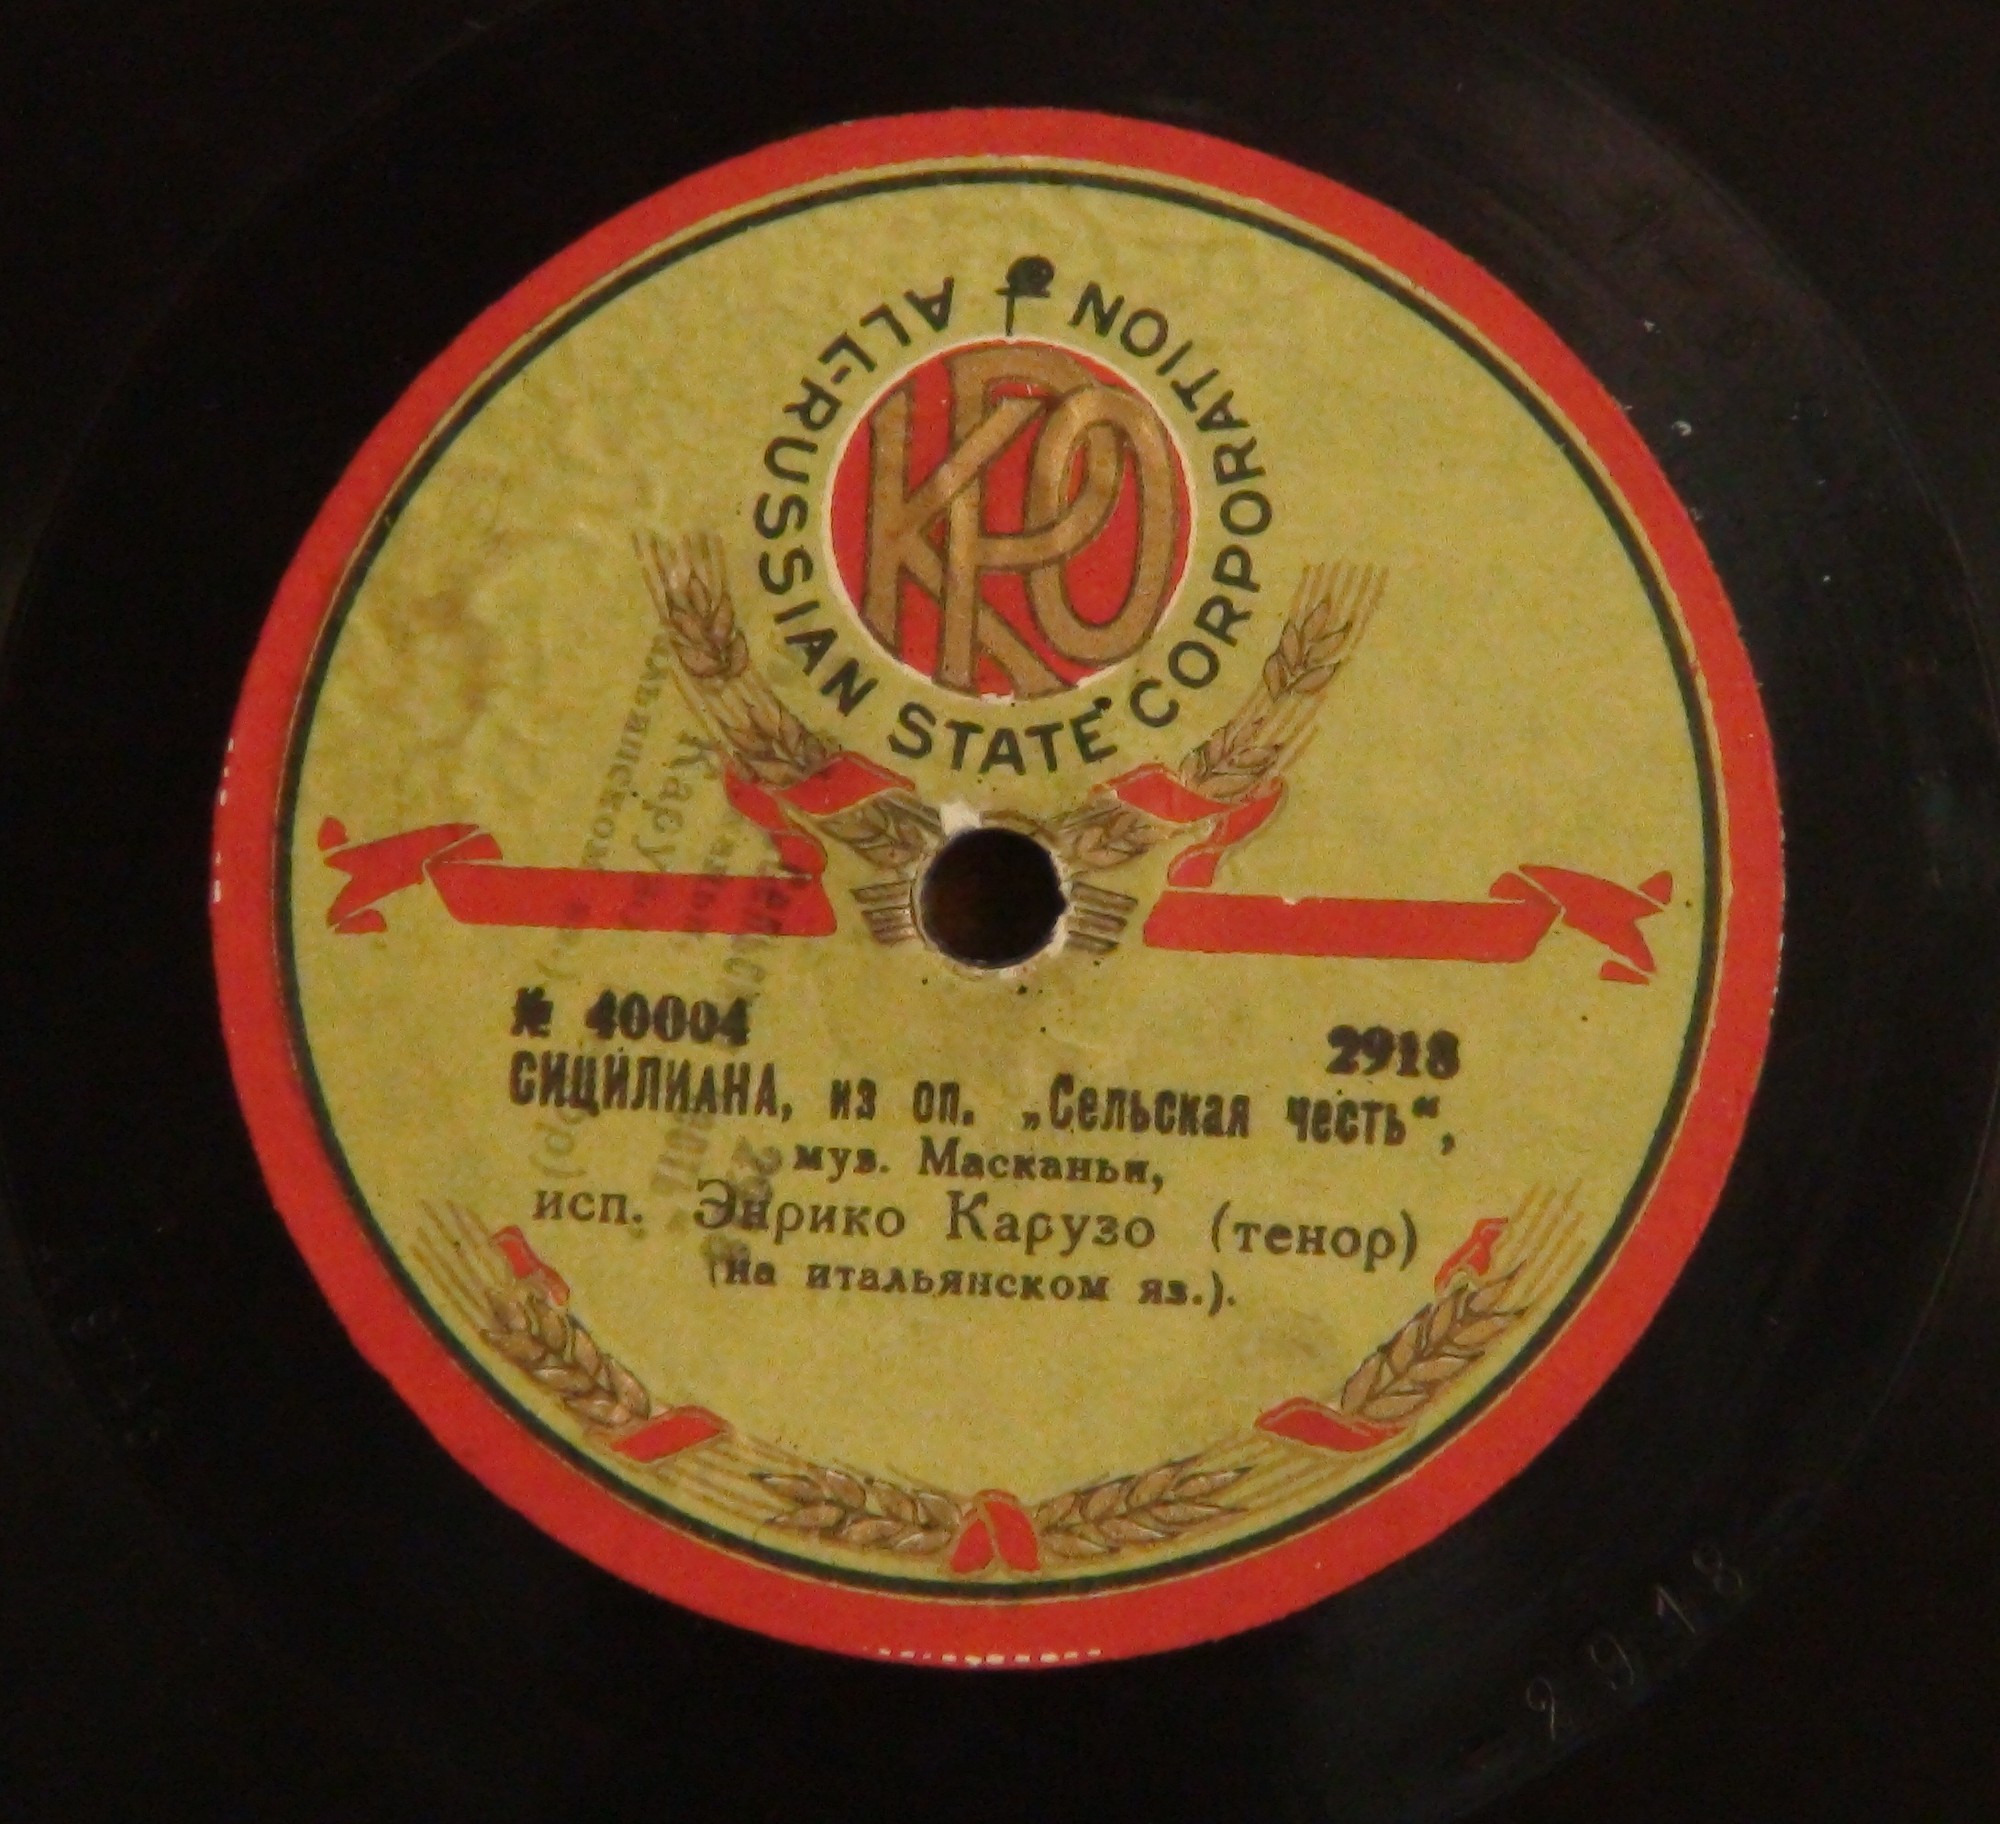 ALL-RUSSIAN STATE CORPORATION
№ 40004 2918
СИЦИЛИАНА, из оп. „Сельская честь“,
муз. Масканьи,
исп. Энрико Карузо (тенор)
(на итальянском яз.).
2918